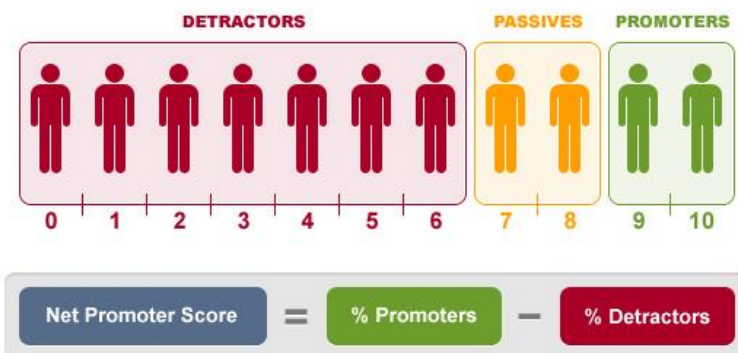 DETRACTORS PASSIVES PROMOTERS
0 1 2 3 4 5 6 7 8 9 10
Net Promoter Score = % Promoters − % Detractors